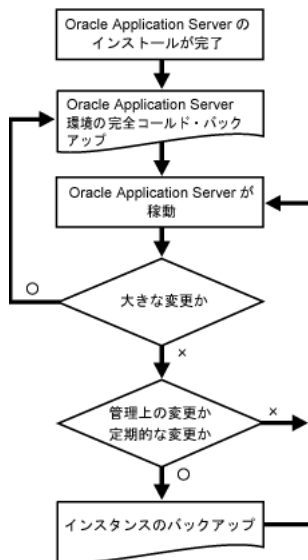 Oracle Application Server の
インストールが完了
Oracle Application Server
環境の完全コールド・バック
アップ
Oracle Application Server が
稼動
大きな変更か
○
×
管理上の変更か
定期的な変更か
×
○
インスタンスのバックアップ